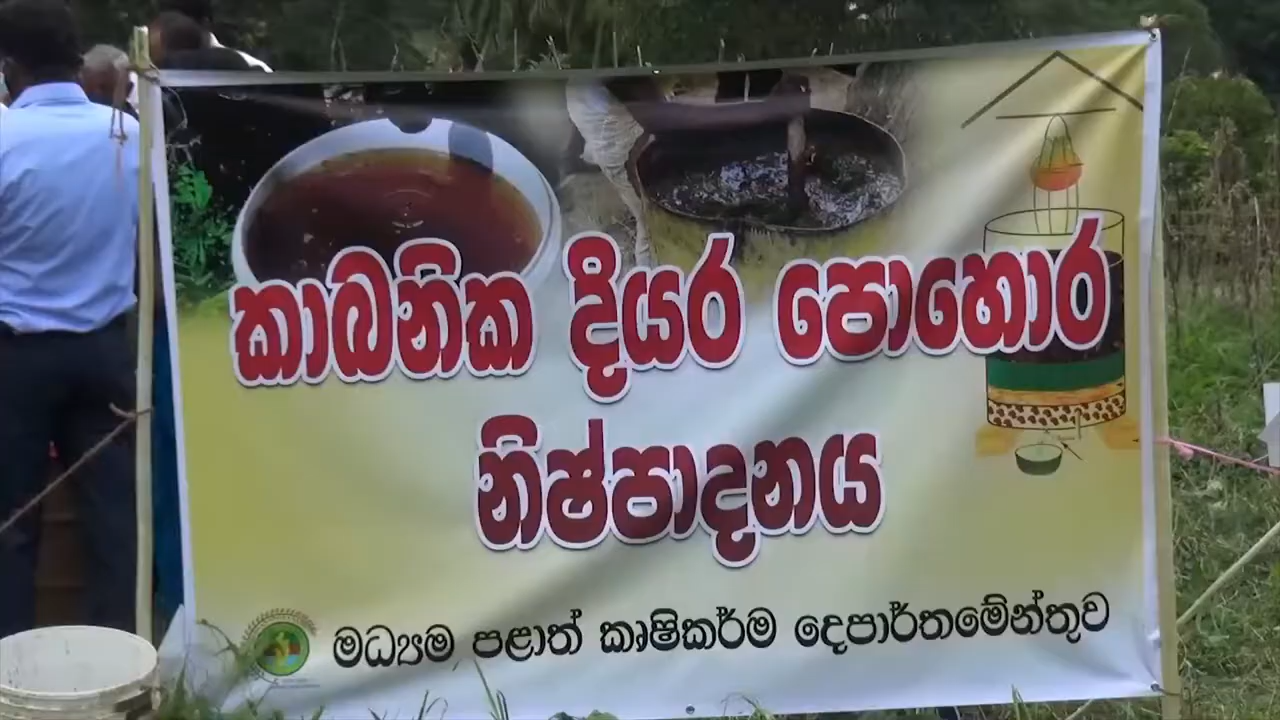 කාබනික දියර පොහොර
නිෂ්පාදනය
මධ්‍යම පළාත් කෘෂිකර්ම දෙපාර්තමේන්තුව